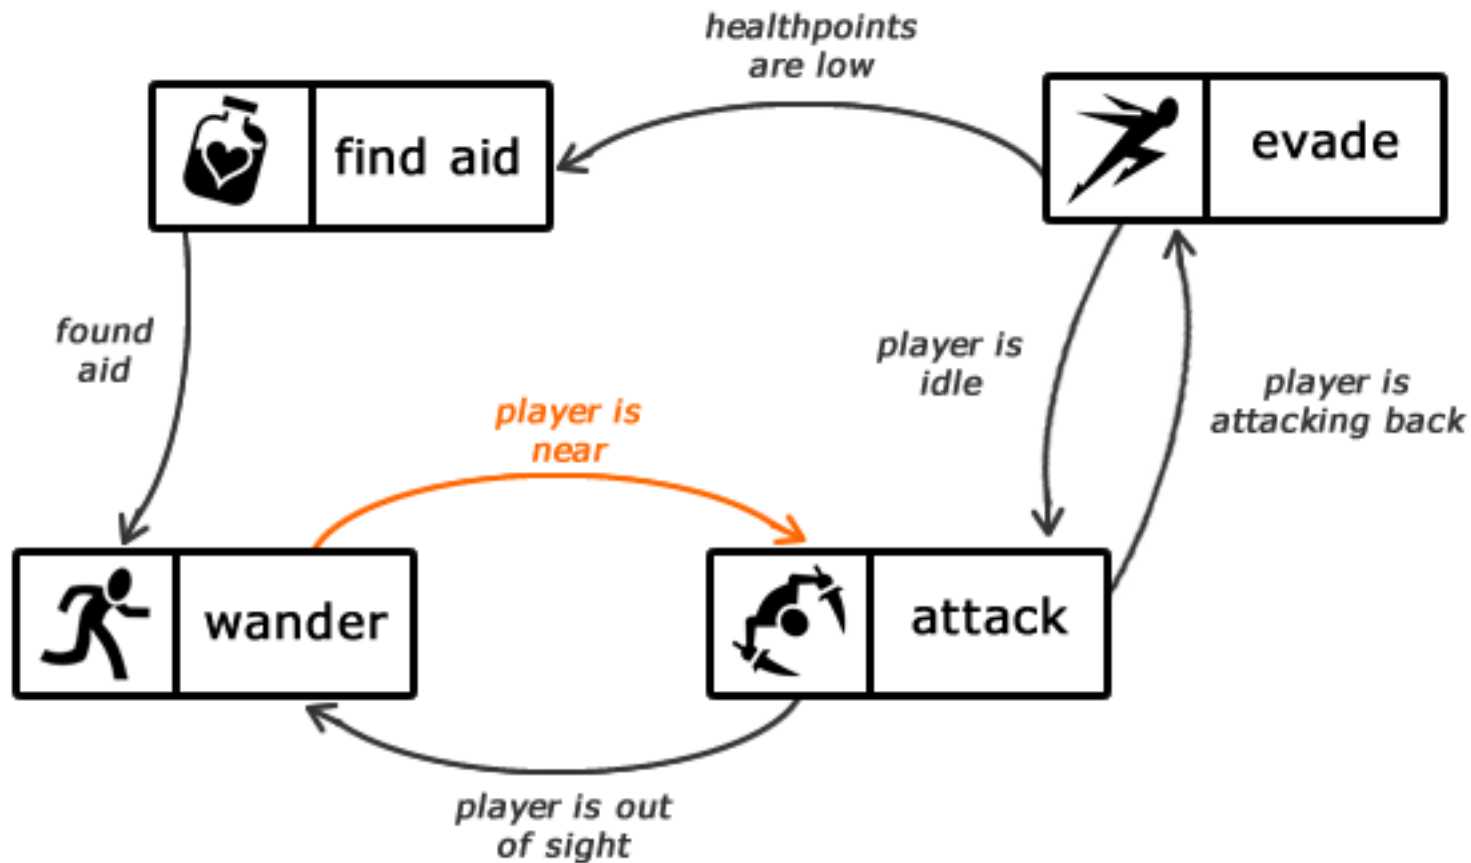 healthpoints
are low
find aid
evade
found
aid
player is
idle
player is
attacking back
player is
near
wander
attack
player is out
of sight